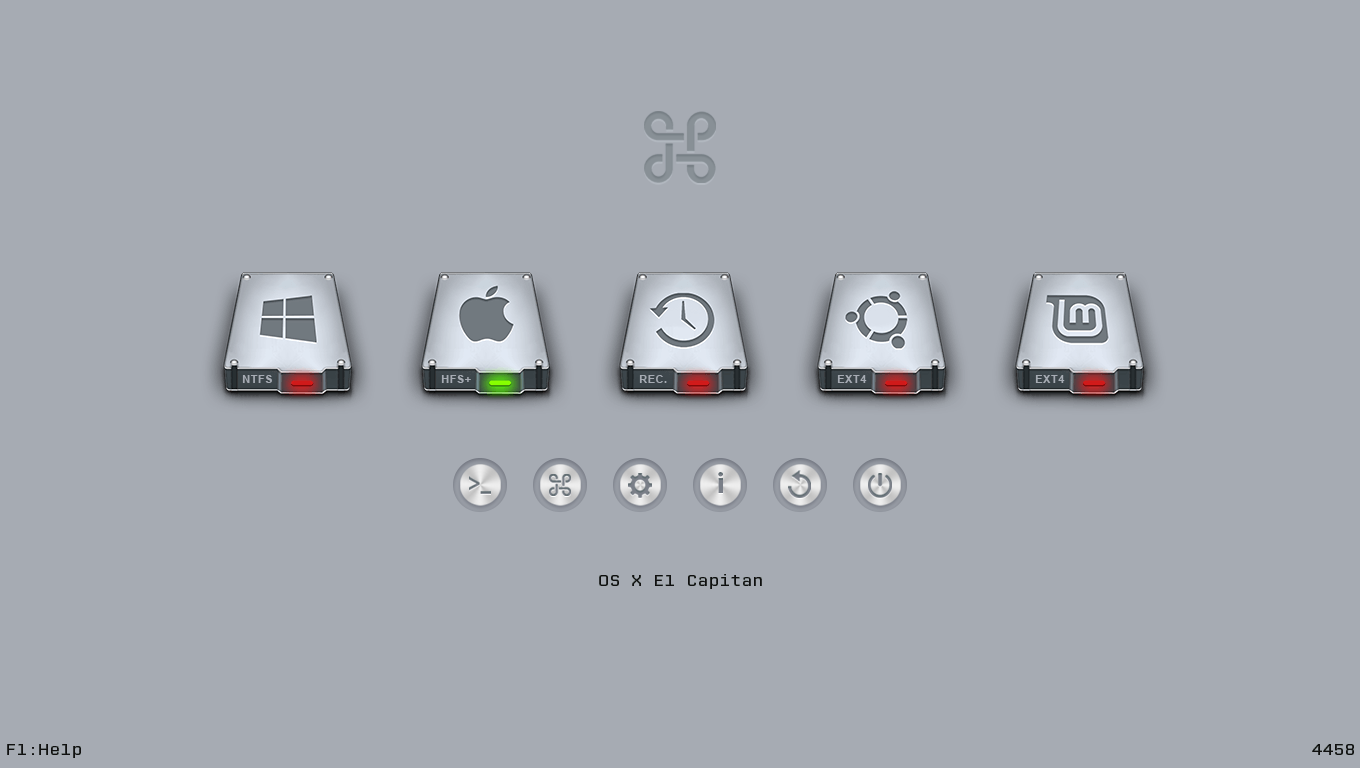 NTFS
HFS+
REC.
EXT4
EXT4
OS X El Capitan
F1:Help
4458